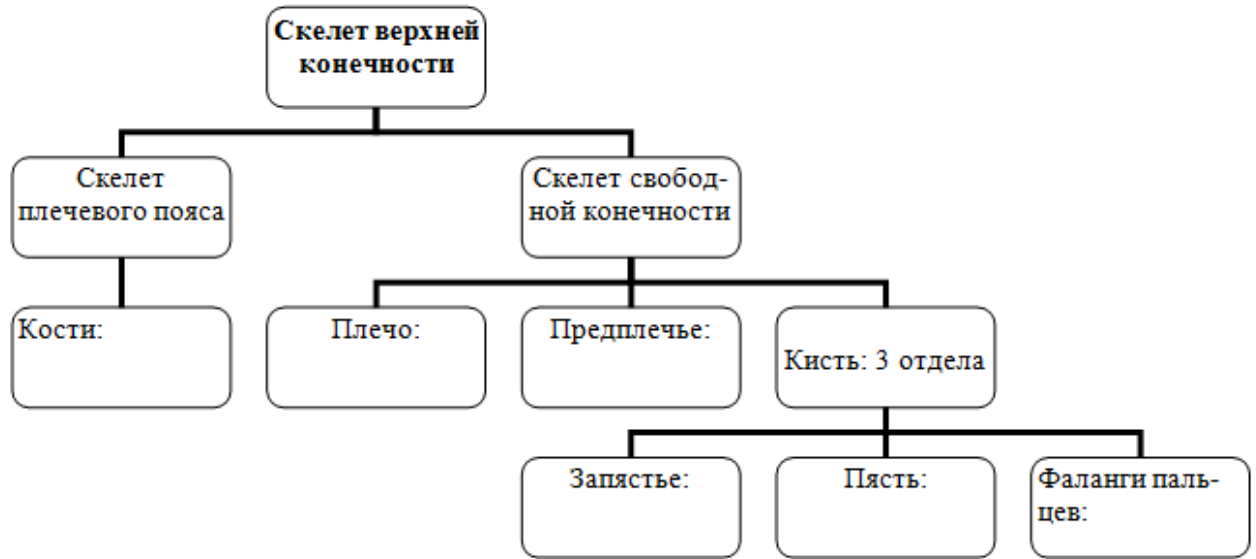 Скелет верхней
конечности
Скелет
плечевого пояса
Скелет свобод-
ной конечности
Кости:
Плечо:
Предплечье:
Кисть: 3 отдела
Запястье:
Пясть:
Фаланги паль-
цев: